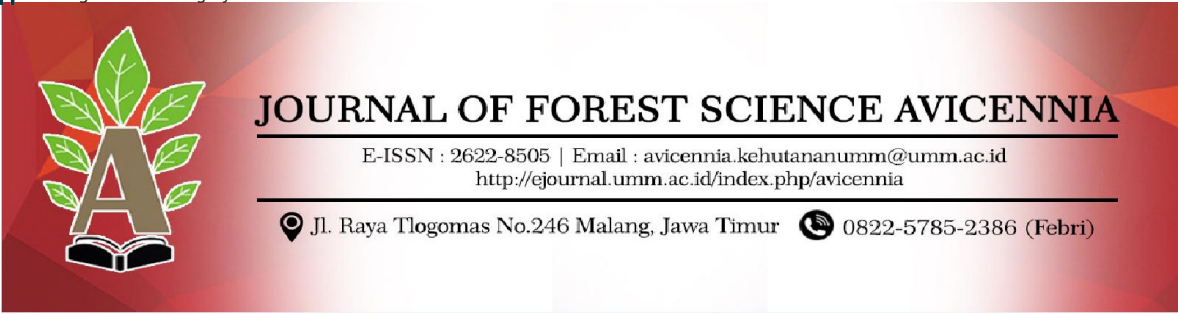 JOURNAL OF FOREST SCIENCE AVICENNIA
E-ISSN : 2622-8505 | Email : avicennia.kehutananumm@umm.ac.id
http://ejournal.umm.ac.id/index.php/avicennia
Jl. Raya Tlogomas No.246 Malang, Jawa Timur 0822-5785-2386 (Febri)
A